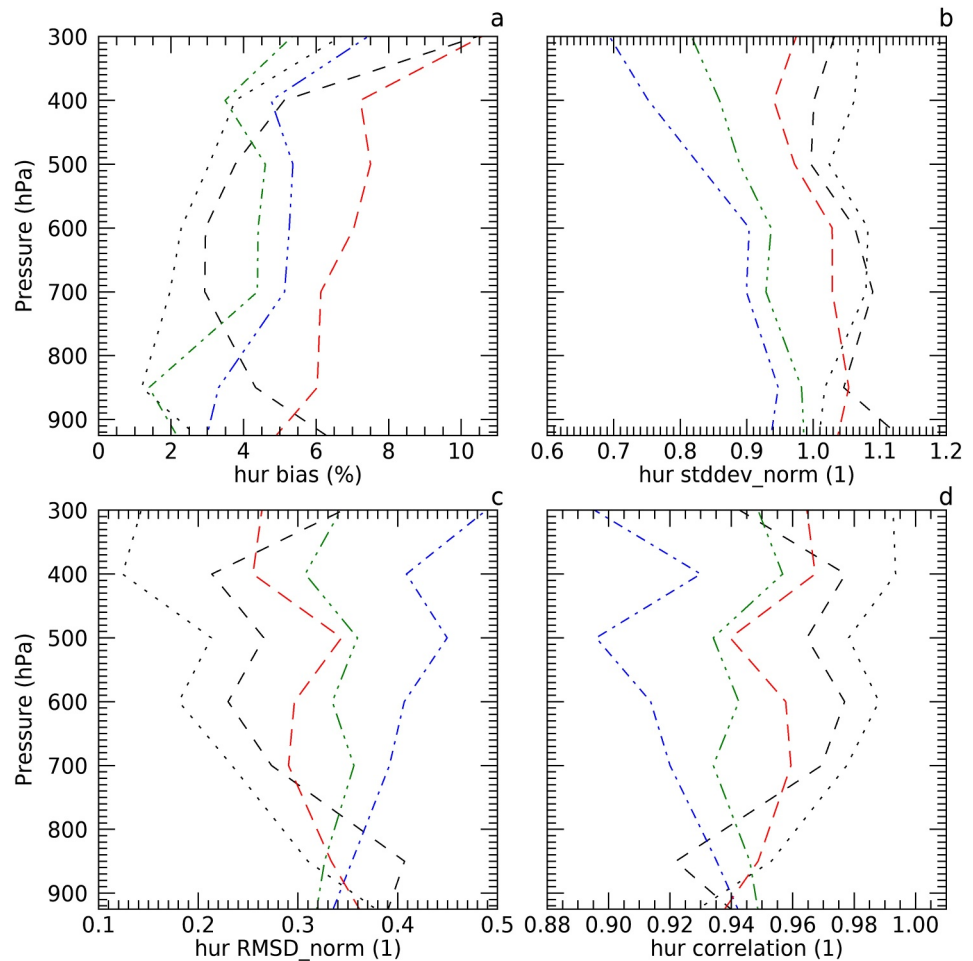 a
b
300
400
500
600
700
800
900
Pressure (hPa)
0 2 4 6 8 10
hur bias (%)
0.6 0.7 0.8 0.9 1.0 1.1 1.2
hur stddev_norm (1)
c
d
300
400
500
600
700
800
900
Pressure (hPa)
0.1 0.2 0.3 0.4 0.5
hur RMSD_norm (1)
0.88 0.90 0.92 0.94 0.96 0.98 1.00
hur correlation (1)